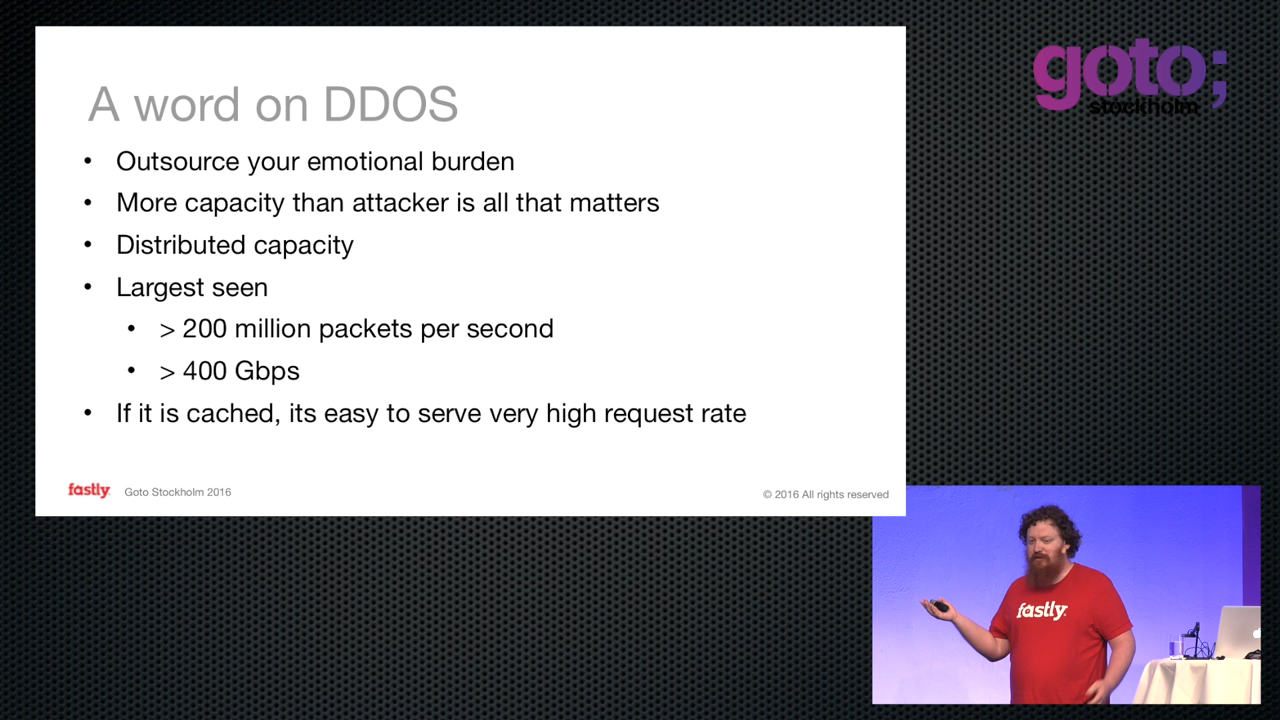 A word on DDOS
• Outsource your emotional burden
• More capacity than attacker is all that matters
• Distributed capacity
• Largest seen
• > 200 million packets per second
• > 400 Gbps
• If it is cached, its easy to serve very high request rate
fastly
Goto Stockholm 2016
© 2016 All rights reserved
goto;
stockholm
fastly